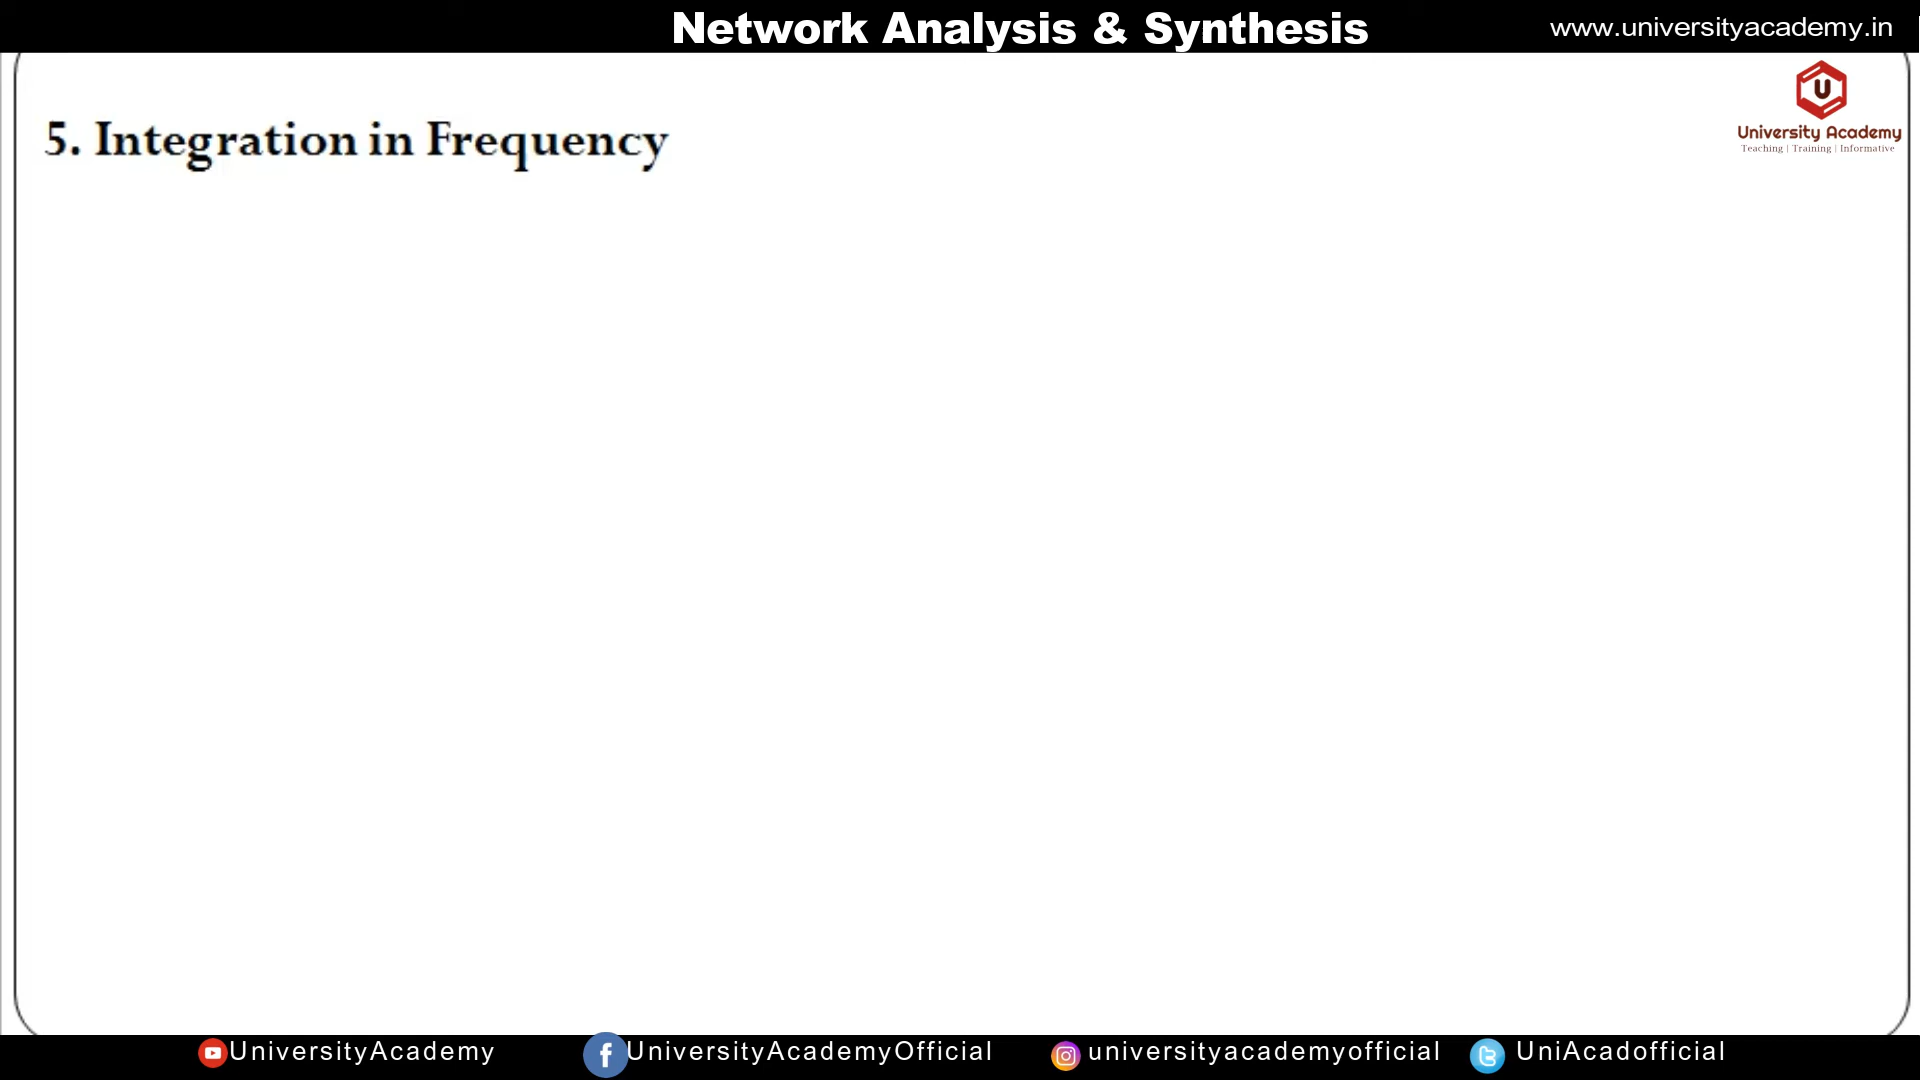 Network Analysis & Synthesis
www.universityacademy.in
U
University Academy
Teaching | Training | Informative
5. Integration in Frequency
UniversityAcademy
UniversityAcademyOfficial
universityacademyofficial
UniAcadofficial